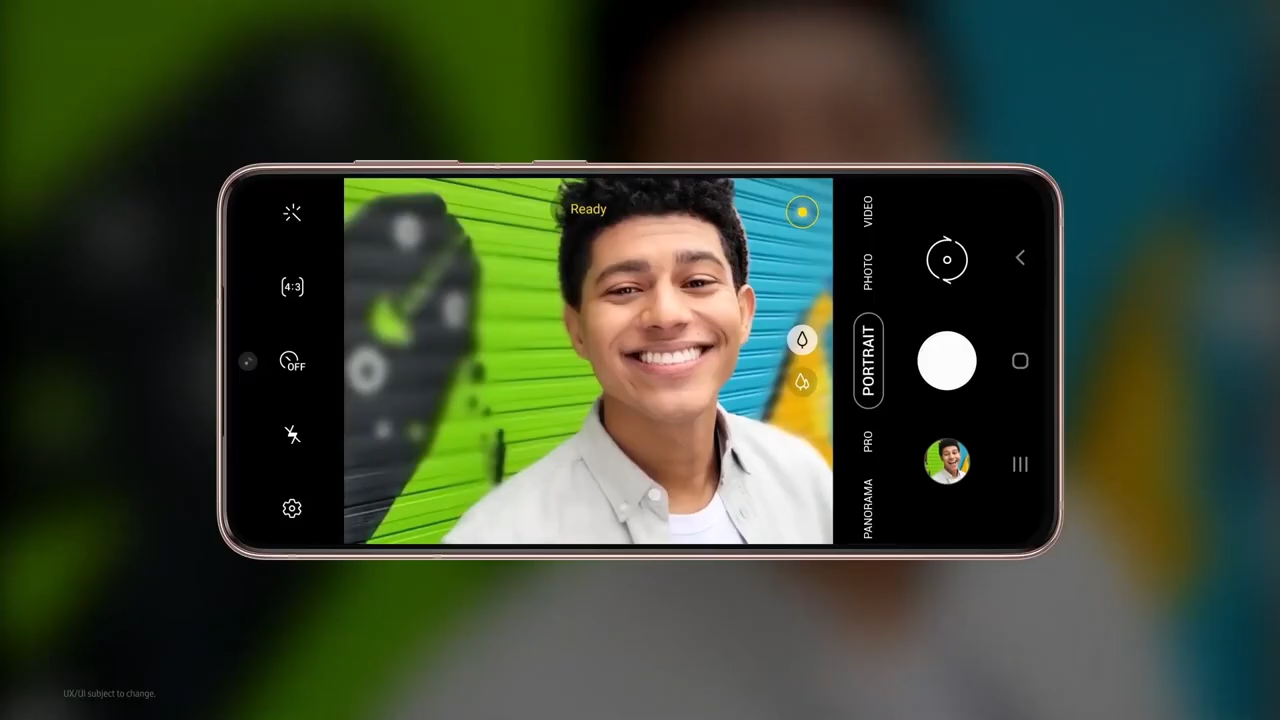 4:3
OFF
Ready
VIDEO
PHOTO
PORTRAIT
PRO
PANORAMA
UX/UI subject to change.